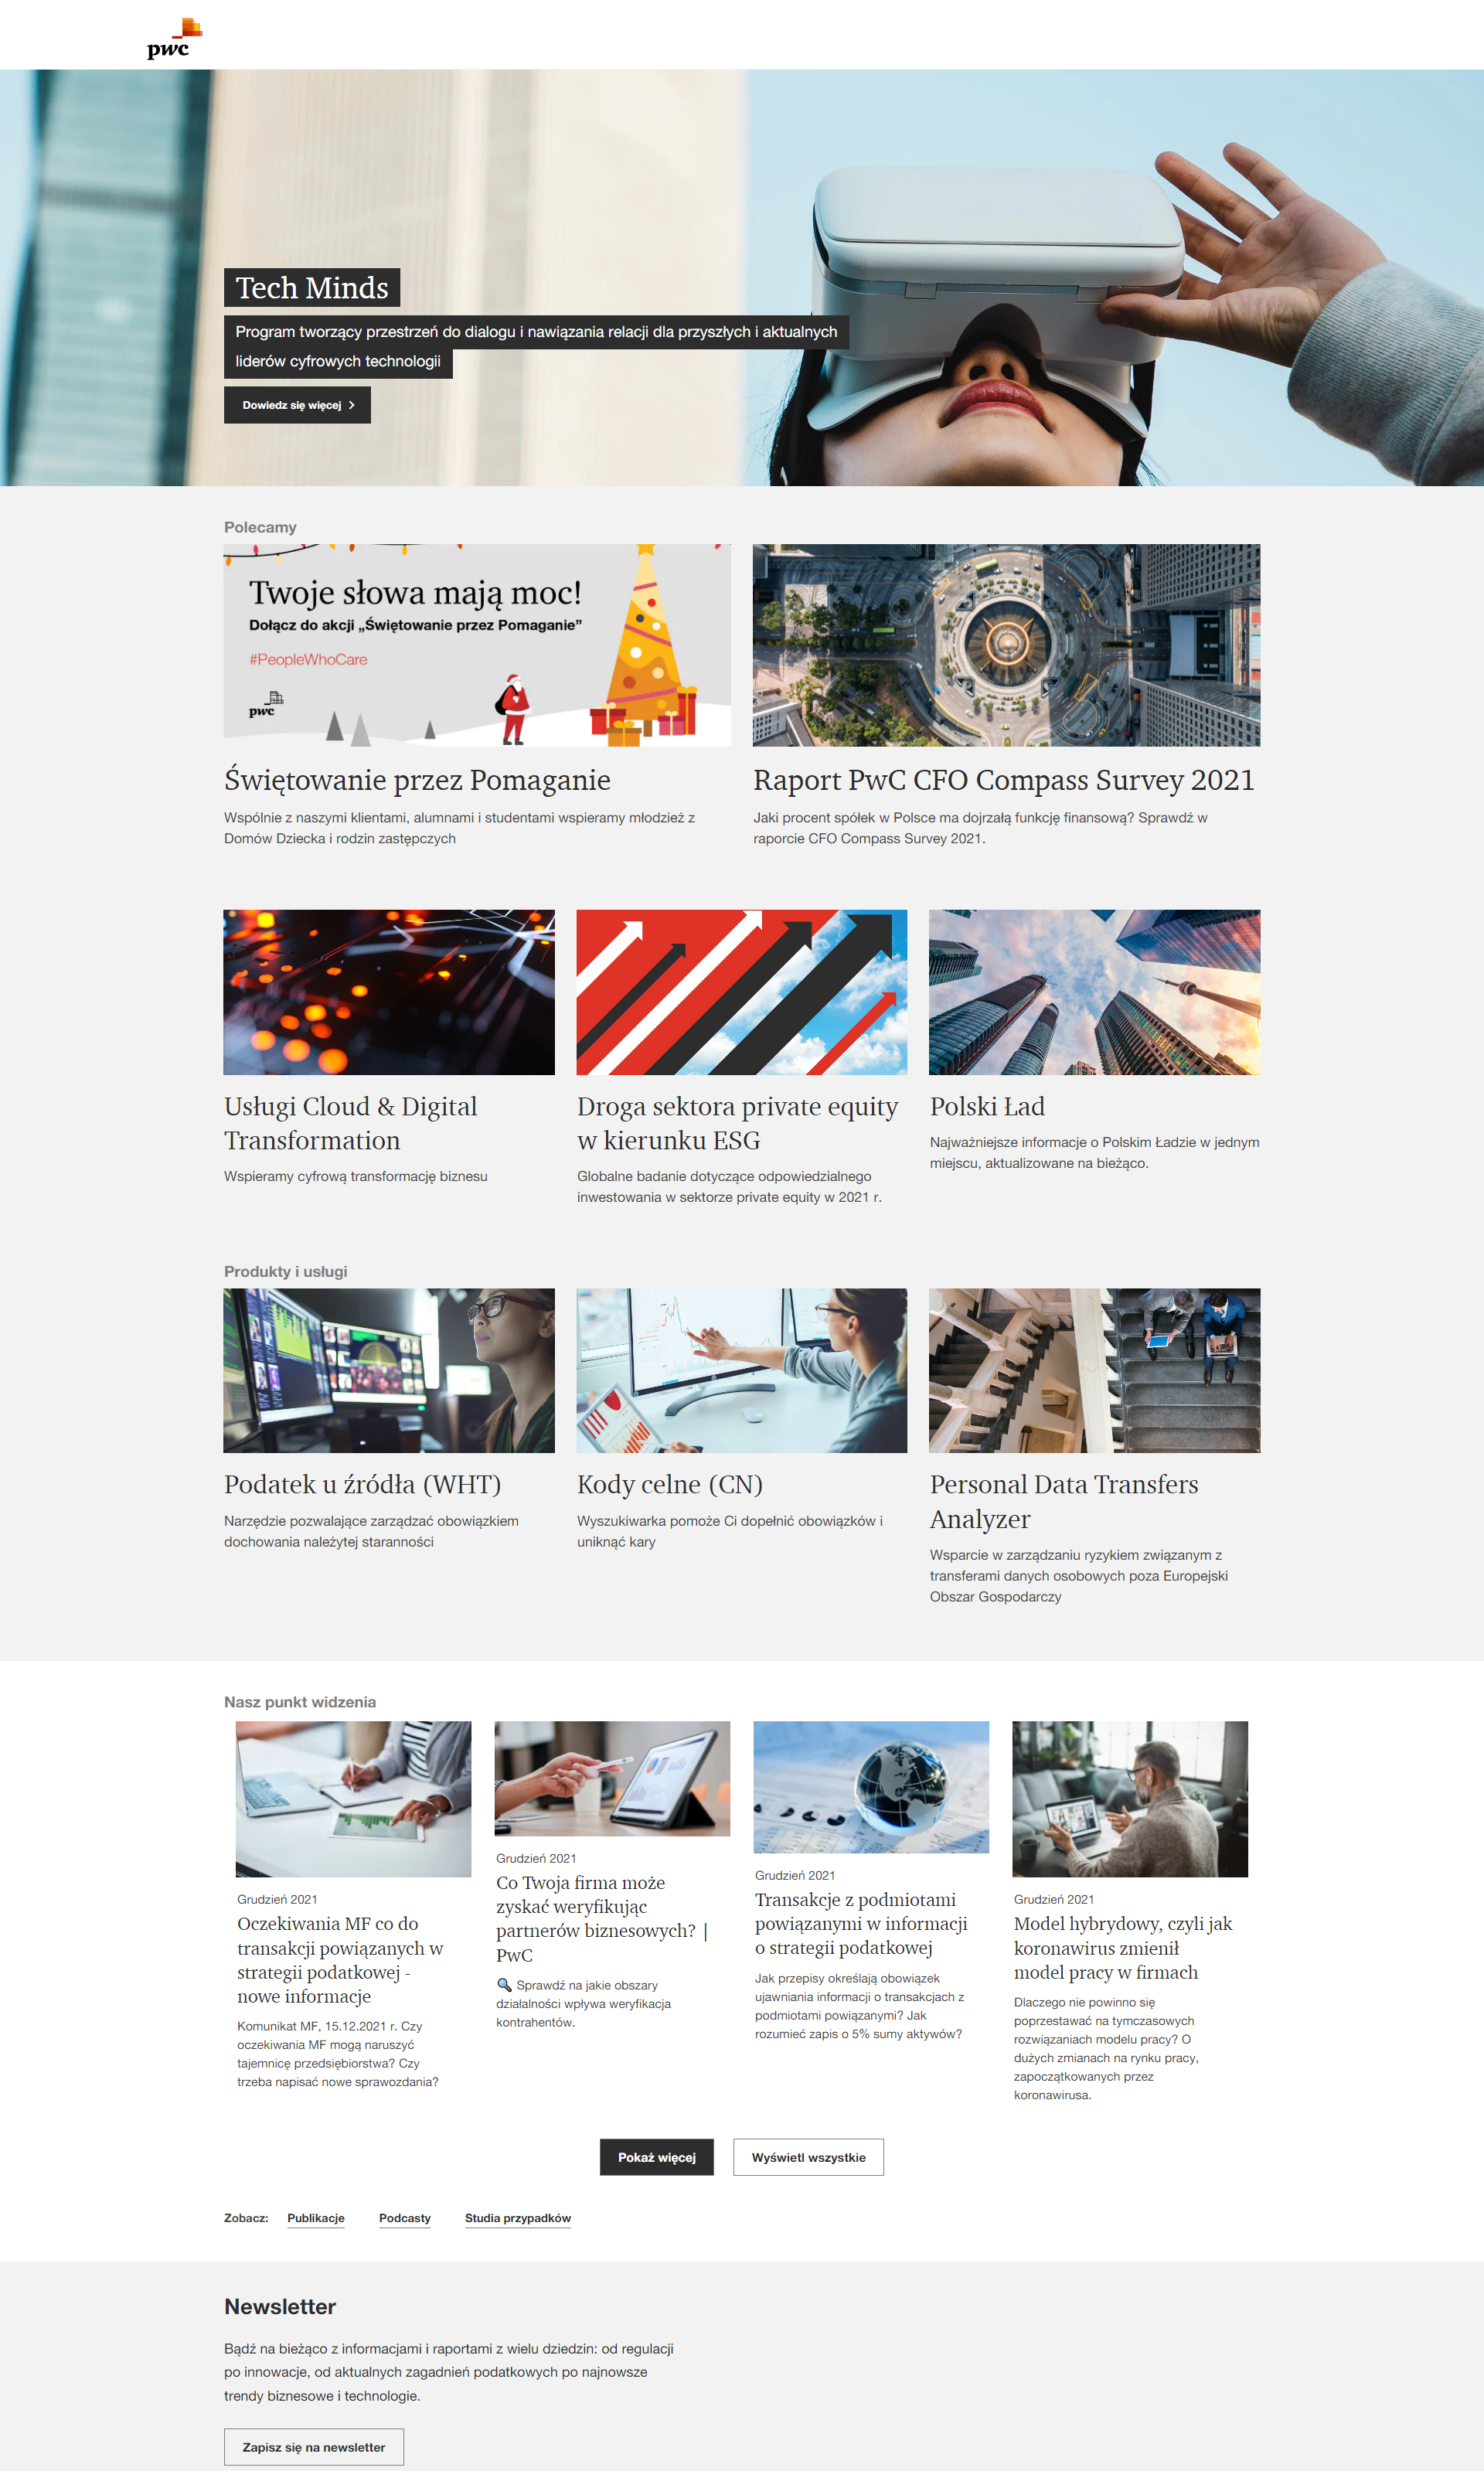 pwc
Tech Minds
Program tworzący przestrzeń do dialogu i nawiązania relacji dla przyszłych i aktualnych
liderów cyfrowych technologii
Dowiedz się więcej
Polecamy
Twoje słowa mają moc!
Dołącz do akcji „Świętowanie przez Pomaganie”
#PeopleWhoCare
pwc
Świętowanie przez Pomaganie
Wspólnie z naszymi klientami, alumnami i studentami wspieramy młodzież z
Domów Dziecka i rodzin zastępczych
Raport PwC CFO Compass Survey 2021
Jaki procent spółek w Polsce ma dojrzałą funkcję finansową? Sprawdź w
raporcie CFO Compass Survey 2021.
Usługi Cloud & Digital
Transformation
Wspieramy cyfrową transformację biznesu
Droga sektora private equity
w kierunku ESG
Globalne badanie dotyczące odpowiedzialnego
inwestowania w sektorze private equity w 2021 r.
Polski Ład
Najważniejsze informacje o Polskim Ładzie w jednym
miejscu, aktualizowane na bieżąco.
Produkty i usługi
Podatek u źródła (WHT)
Narzędzie pozwalające zarządzać obowiązkiem
dochowania należytej staranności
Kody celne (CN)
Wyszukiwarka pomoże Ci dopełnić obowiązków i
uniknąć kary
Personal Data Transfers
Analyzer
Wsparcie w zarządzaniu ryzykiem związanym z
transferami danych osobowych poza Europejski
Obszar Gospodarczy
Nasz punkt widzenia
Grudzień 2021
Oczekiwania MF co do
transakcji powiązanych w
strategii podatkowej -
nowe informacje
Komunikat MF, 15.12.2021 r. Czy
oczekiwania MF mogą naruszyć
tajemnicę przedsiębiorstwa? Czy
trzeba napisać nowe sprawozdania?
Grudzień 2021
Co Twoja firma może
zyskać weryfikując
partnerów biznesowych? |
PwC
🔍 Sprawdź na jakie obszary
działalności wpływa weryfikacja
kontrahentów.
Grudzień 2021
Transakcje z podmiotami
powiązanymi w informacji
o strategii podatkowej
Jak przepisy określają obowiązek
ujawniania informacji o transakcjach z
podmiotami powiązanymi? Jak
rozumieć zapis o 5% sumy aktywów?
Grudzień 2021
Model hybrydowy, czyli jak
koronawirus zmienił
model pracy w firmach
Dlaczego nie powinno się
poprzestawać na tymczasowych
rozwiązaniach modelu pracy? O
dużych zmianach na rynku pracy,
zapoczątkowanych przez
koronawirusa.
Pokaż więcej
Wyświetl wszystkie
Zobacz: Publikacje Podcasty Studia przypadków
Newsletter
Bądź na bieżąco z informacjami i raportami z wielu dziedzin: od regulacji
po innowacje, od aktualnych zagadnień podatkowych po najnowsze
trendy biznesowe i technologie.
Zapisz się na newsletter